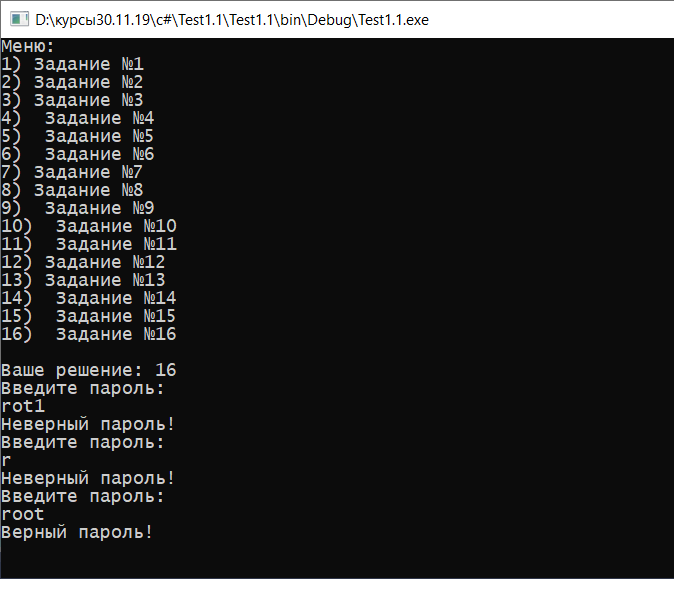 D:\курсы30.11.19\c#\Test1.1\Test1.1\bin\Debug\Test1.1.exe
Меню:
1) Задание №1
2) Задание №2
3) Задание №3
4)  Задание №4
5)  Задание №5
6)  Задание №6
7) Задание №7
8) Задание №8
9)  Задание №9
10)  Задание №10
11)  Задание №11
12) Задание №12
13) Задание №13
14)  Задание №14
15)  Задание №15
16)  Задание №16
Ваше решение: 16
Введите пароль:
rot1
Неверный пароль!
Введите пароль:
r
Неверный пароль!
Введите пароль:
root
Верный пароль!